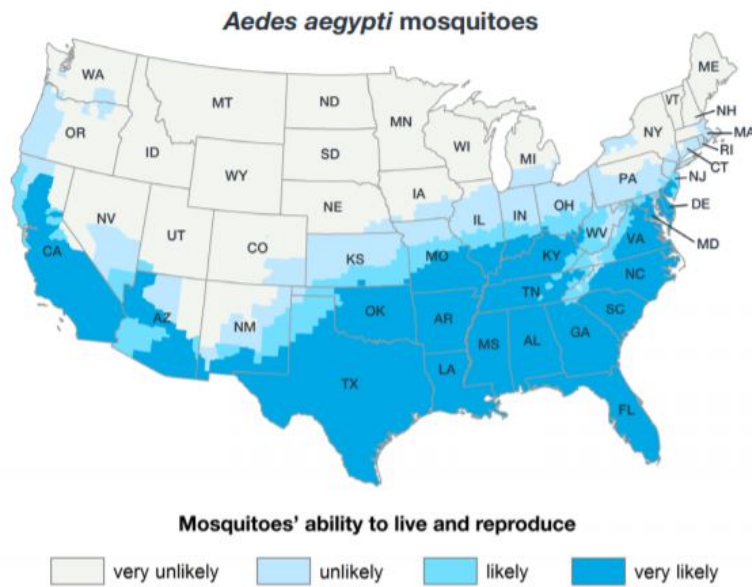 Aedes aegypti mosquitoes
WA
MT
ND
MN
ME
VT
NH
MA
RI
CT
OR
ID
WY
SD
WI
MI
NY
PA
NJ
DE
MD
NV
UT
CO
NE
IA
IL
IN
OH
WV
VA
CA
KS
MO
KY
NC
AZ
NM
OK
AR
TN
SC
TX
LA
MS
AL
GA
FL
Mosquitoes' ability to live and reproduce
very unlikely unlikely likely very likely